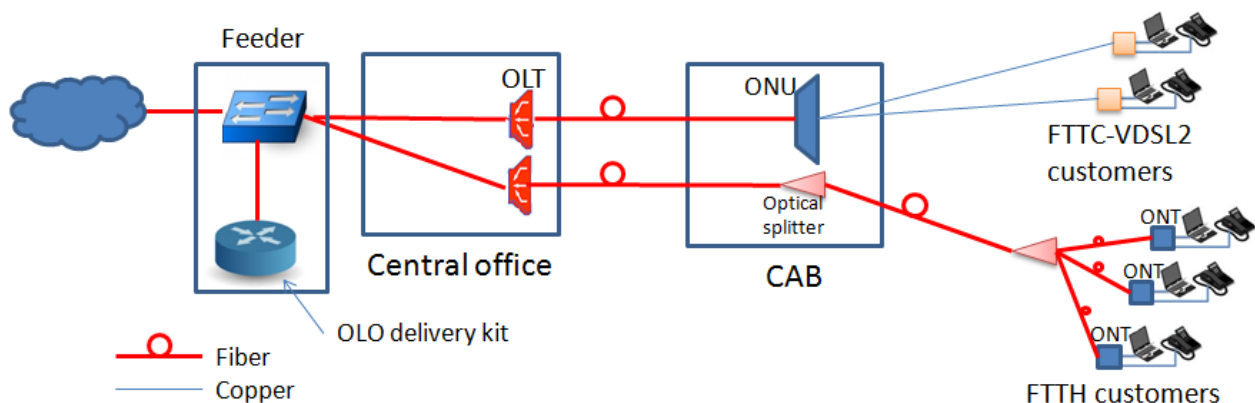 Feeder
OLT
ONU
FTTC-VDSL2
customers
Optical
splitter
Central office
CAB
ONT
ONT
ONT
OLO delivery kit
Fiber
Copper
FTTH customers